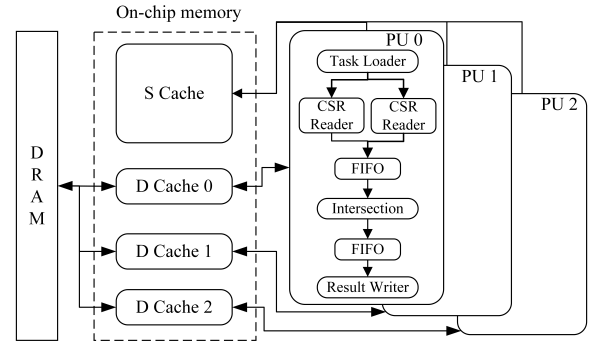 On-chip memory
DRAM
S Cache
D Cache 0
D Cache 1
D Cache 2
PU 0
Task Loader
CSR
Reader
CSR
Reader
FIFO
Intersection
FIFO
Result Writer
PU 1
PU 2